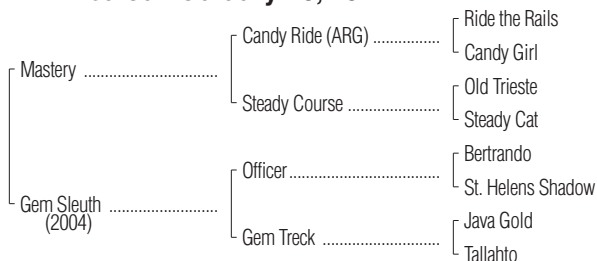 Mastery
Gem Sleuth
(2004)
Candy Ride (ARG)
Steady Course
Officer
Gem Treck
Ride the Rails
Candy Girl
Old Trieste
Steady Cat
Bertrando
St. Helens Shadow
Java Gold
Tallahto